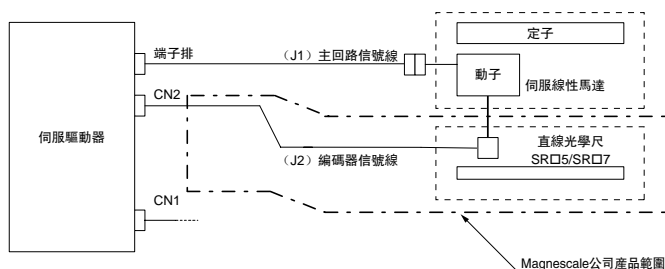 定子
端子排
（J1）主回路信號線
動子
伺服線性馬達
CN2
伺服驅動器
直線光學尺
SR□5/SR□7
（J2）編碼器信號線
CN1
Magnescale公司產品範圍